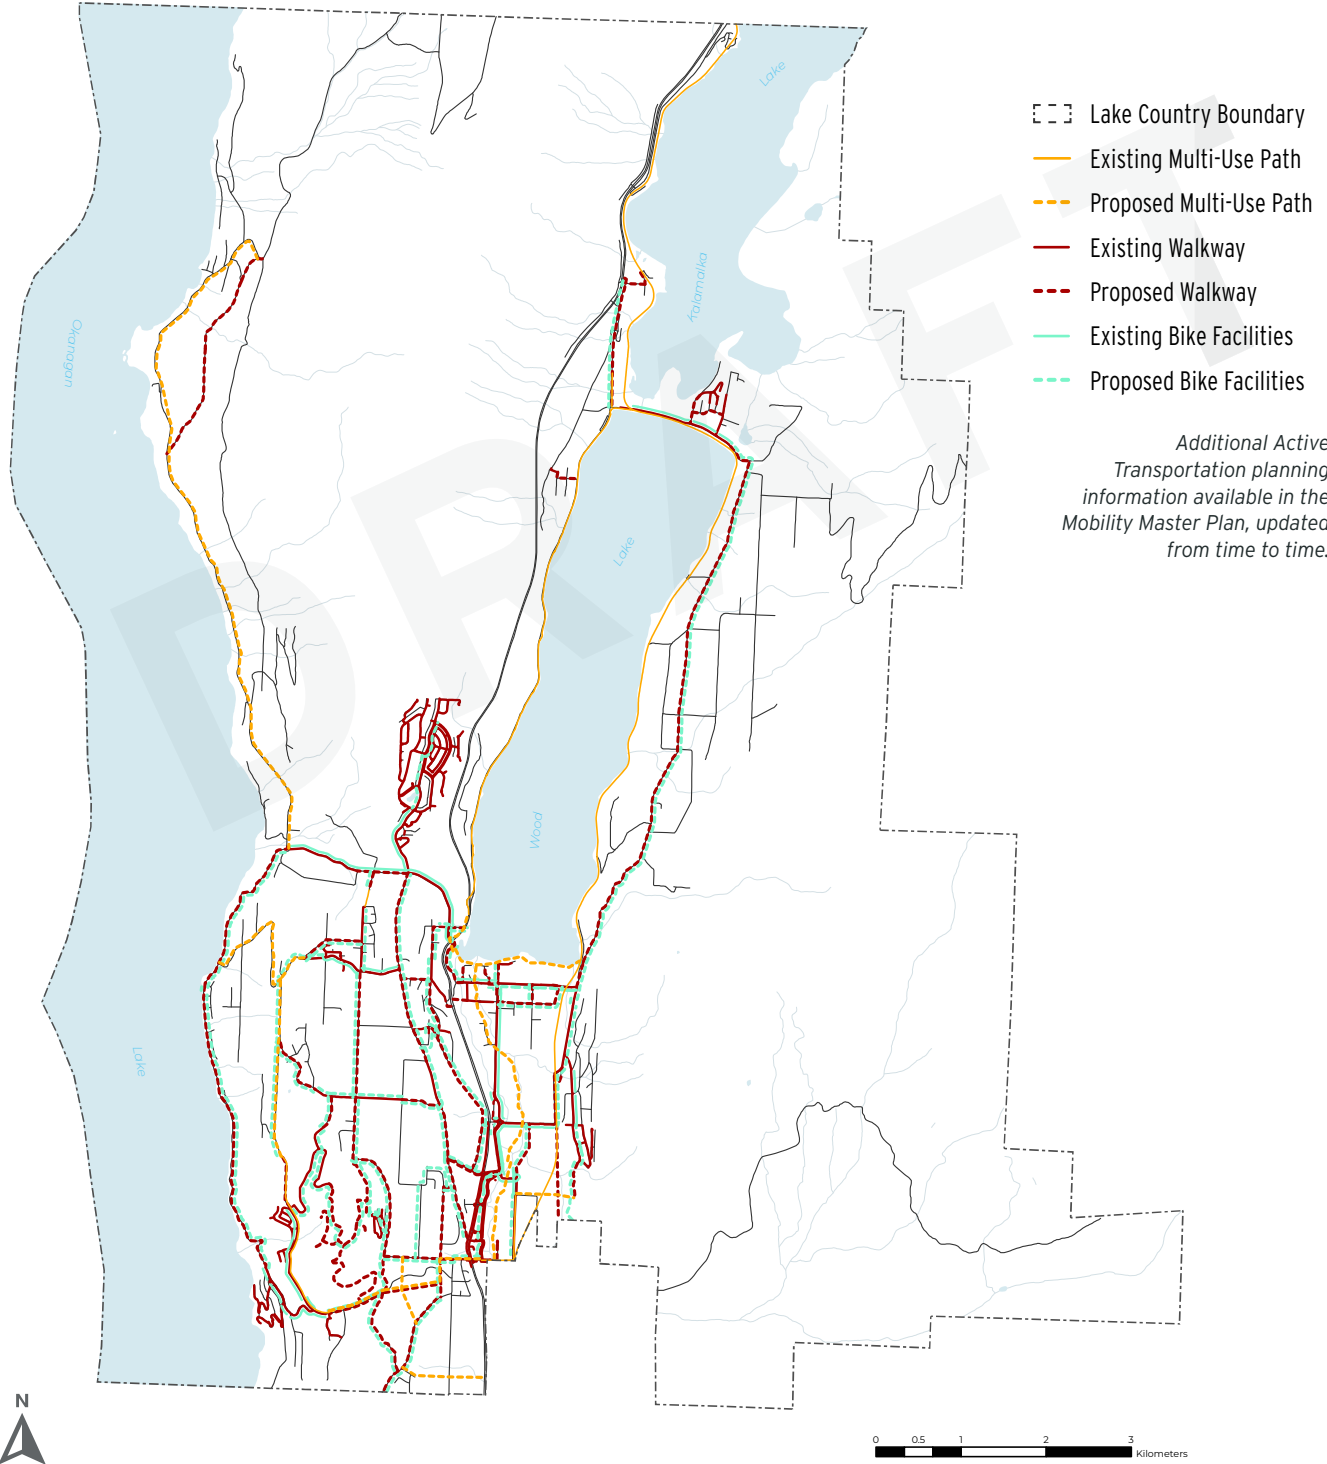 Lake
Kalamalka
Okanagan
Lake
Wood
Lake
DRAFT
Lake Country Boundary
Existing Multi-Use Path
Proposed Multi-Use Path
Existing Walkway
Proposed Walkway
Existing Bike Facilities
Proposed Bike Facilities
Additional Active
Transportation planning
information available in the
Mobility Master Plan, updated
from time to time.
N
0 0.5 1 2 3
Kilometers